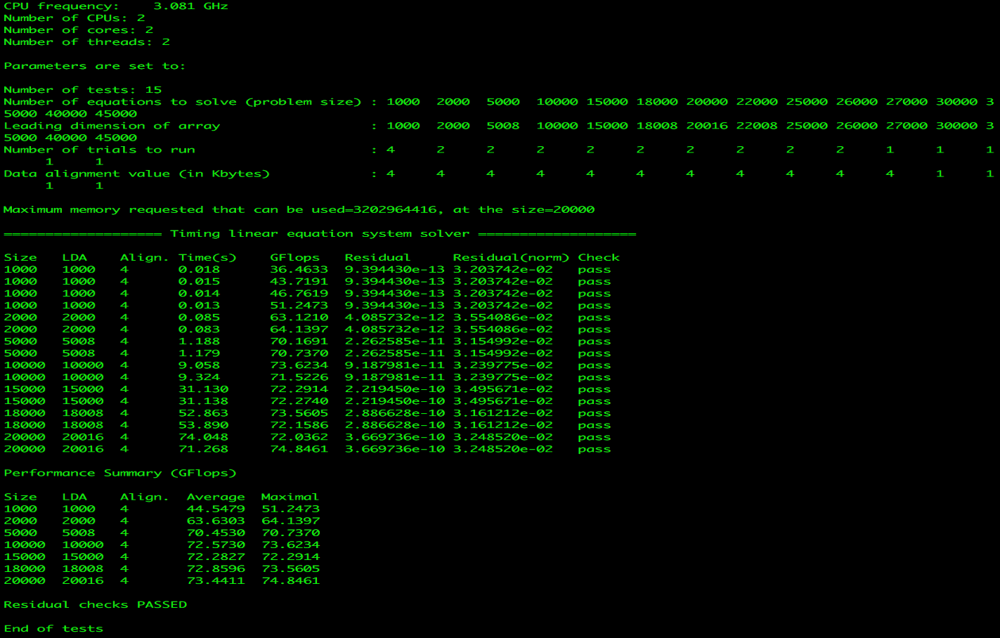 CPU frequency:    3.081 GHz
Number of CPUs: 2
Number of cores: 2
Number of threads: 2
Parameters are set to:
Number of tests: 15
Number of equations to solve (problem size) : 1000  2000  5000  10000 15000 18000 20000 22000 25000 26000 27000 30000 3
5000 40000 45000
Leading dimension of array                  : 1000  2000  5008  10000 15000 18008 20016 22008 25000 26000 27000 30000 3
5000 40000 45000
Number of trials to run                     : 4     2     2     2     2     2     2     2     2     2     1     1     1
     1     1
Data alignment value (in Kbytes)            : 4     4     4     4     4     4     4     4     4     4     4     1     1
     1     1
Maximum memory requested that can be used=3202964416, at the size=20000
=================== Timing linear equation system solver ===================
Size   LDA    Align. Time(s)    GFlops   Residual     Residual(norm) Check
1000   1000   4      0.018      36.4633  9.394430e-13 3.203742e-02   pass
1000   1000   4      0.015      43.7191  9.394430e-13 3.203742e-02   pass
1000   1000   4      0.014      46.7619  9.394430e-13 3.203742e-02   pass
1000   1000   4      0.013      51.2473  9.394430e-13 3.203742e-02   pass
2000   2000   4      0.085      63.1210  4.085732e-12 3.554086e-02   pass
2000   2000   4      0.083      64.1397  4.085732e-12 3.554086e-02   pass
5000   5008   4      1.188      70.1691  2.262585e-11 3.154992e-02   pass
5000   5008   4      1.179      70.7370  2.262585e-11 3.154992e-02   pass
10000  10000  4      9.058      73.6234  9.187981e-11 3.239775e-02   pass
10000  10000  4      9.324      71.5226  9.187981e-11 3.239775e-02   pass
15000  15000  4      31.130     72.2914  2.219450e-10 3.495671e-02   pass
15000  15000  4      31.138     72.2740  2.219450e-10 3.495671e-02   pass
18000  18008  4      52.863     73.5605  2.886628e-10 3.161212e-02   pass
18000  18008  4      53.890     72.1586  2.886628e-10 3.161212e-02   pass
20000  20016  4      74.048     72.0362  3.669736e-10 3.248520e-02   pass
20000  20016  4      71.268     74.8461  3.669736e-10 3.248520e-02   pass
Performance Summary (GFlops)
Size   LDA    Align.  Average  Maximal
1000   1000   4       44.5479  51.2473
2000   2000   4       63.6303  64.1397
5000   5008   4       70.4530  70.7370
10000  10000  4       72.5730  73.6234
15000  15000  4       72.2827  72.2914
18000  18008  4       72.8596  73.5605
20000  20016  4       73.4411  74.8461
Residual checks PASSED
End of tests